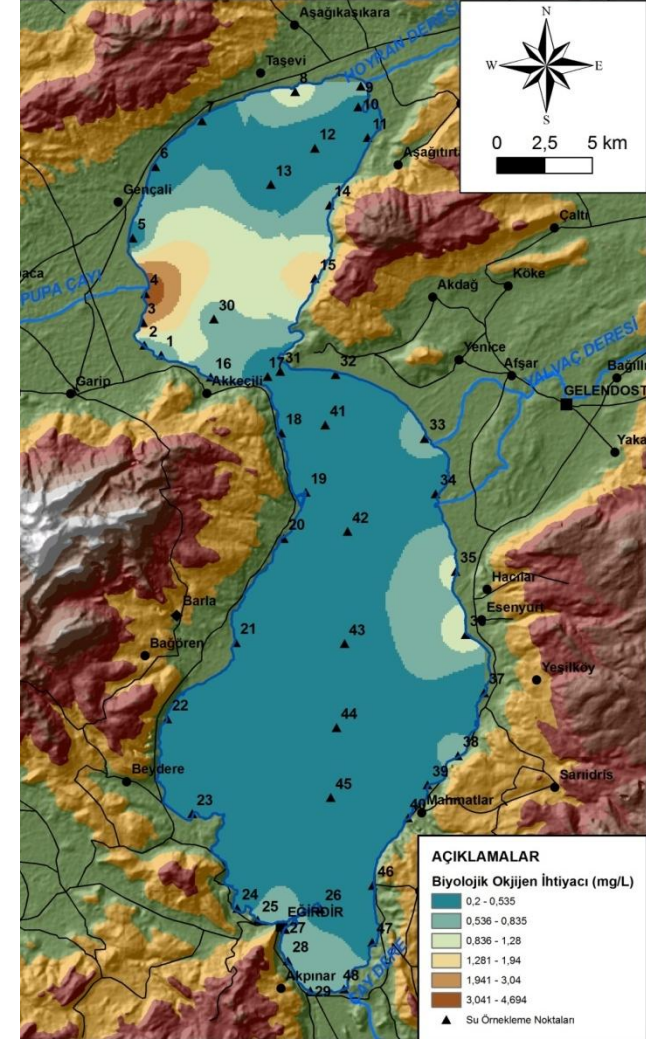 Aşağıkaşıkara
HOYRAN DERESİ
Taşevi
N
W
E
S
0 2,5 5 km
8
9
10
7
11
12
6
13
Gençali
14
Çaltı
5
15
Köke
Akdağ
4
PUPA ÇAYI
3
30
2
1
Yenice
YALVAÇ DERESİ
31
32
17
16
Afşar
Garip
Akkeçili
GELENDOST
41
18
33
19
34
42
20
35
Hacılar
Barla
Esenyurt
21
43
Bağören
Yeşilköy
37
22
44
38
Beydere
39
Sarıidris
45
23
40
Mahmatlar
46
24
25
26
EĞİRDİR
27
47
28
Akpınar
29
48
AÇIKLAMALAR
Biyolojik Okjijen İhtiyacı (mg/L)
0,2 - 0,535
0,536 - 0,835
0,836 - 1,28
1,281 - 1,94
1,941 - 3,04
3,041 - 4,694
Su Örnekleme Noktaları